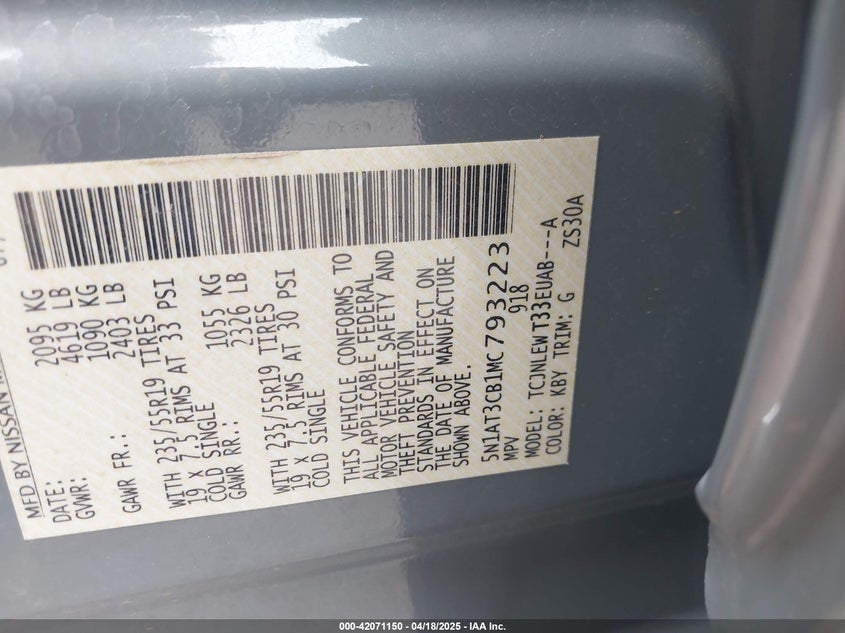 MFD BY NISSAN
DATE:
GVWR: 2095 KG
4619 LB
GAWR FR.: 1090 KG
2403 LB
WITH 235/55R19 TIRES
19 X 7.5 RIMS AT 33 PSI
COLD SINGLE
GAWR RR.: 1055 KG
2326 LB
WITH 235/55R19 TIRES
19 X 7.5 RIMS AT 30 PSI
COLD SINGLE
THIS VEHICLE CONFORMS TO
ALL APPLICABLE FEDERAL
MOTOR VEHICLE SAFETY AND
THEFT PREVENTION
STANDARDS IN EFFECT ON
THE DATE OF MANUFACTURE
SHOWN ABOVE.
5N1AT3CB1MC793223
MPV 918
MODEL: TCJNLEWT33EUAB---A
COLOR: KBY TRIM: G ZS30A
000-42071150 - 04/18/2025 - IAA Inc.